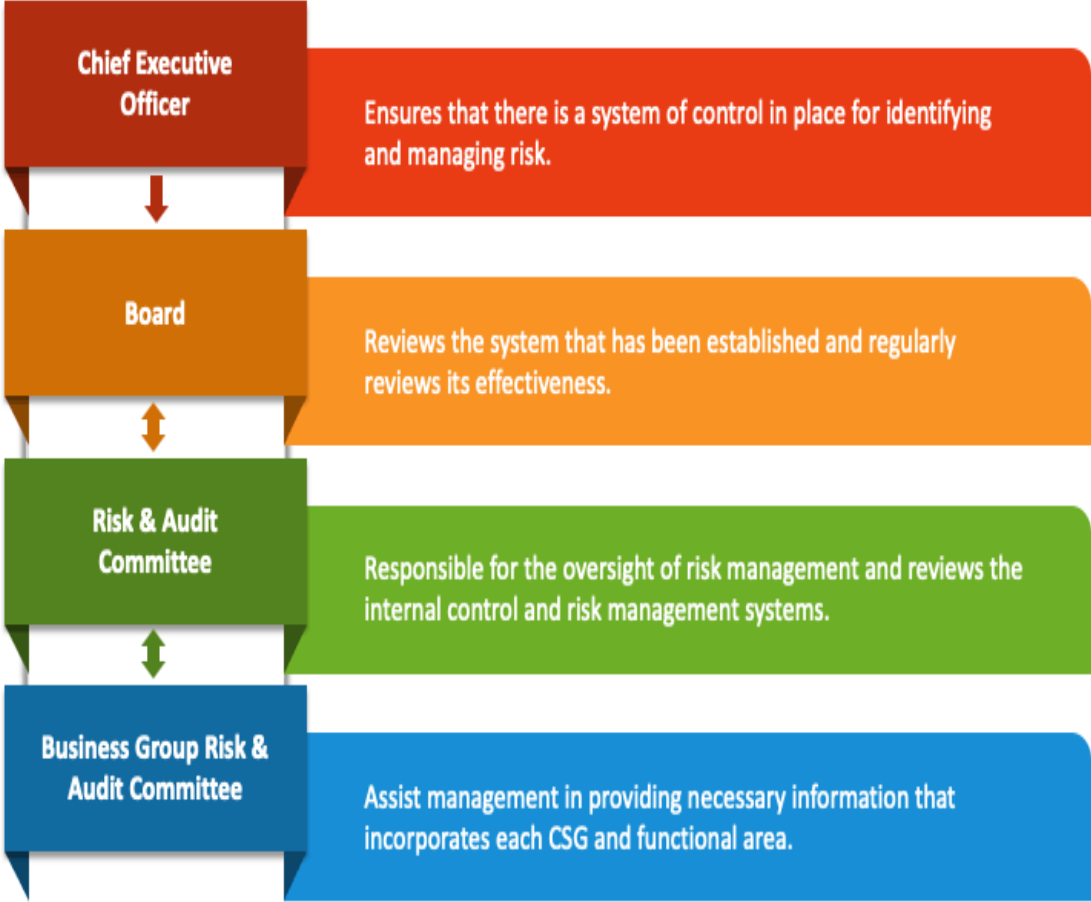 Chief Executive
Officer
Ensures that there is a system of control in place for identifying
and managing risk.
Board
Reviews the system that has been established and regularly
reviews its effectiveness.
Risk & Audit
Committee
Responsible for the oversight of risk management and reviews the
internal control and risk management systems.
Business Group Risk &
Audit Committee
Assist management in providing necessary information that
incorporates each CSG and functional area.